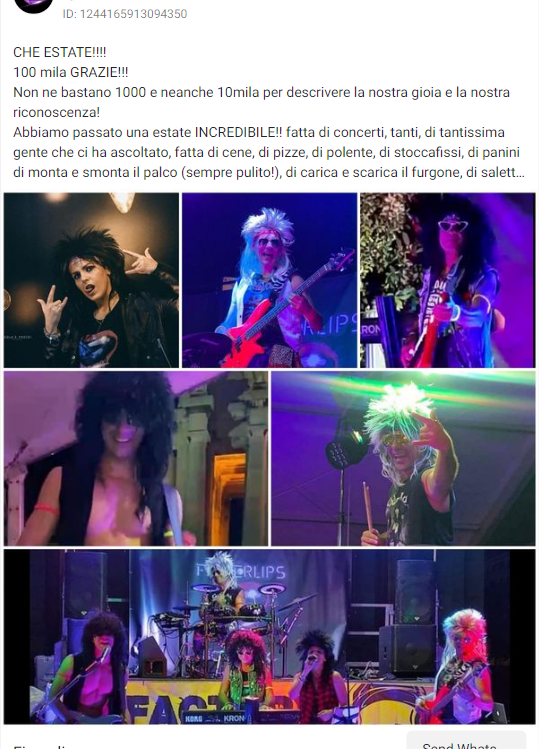 ID: 1244165913094350
CHE ESTATE!!!!
100 mila GRAZIE!!!
Non ne bastano 1000 e neanche 10mila per descrivere la nostra gioia e la nostra
riconoscenza!
Abbiamo passato una estate INCREDIBILE!! fatta di concerti, tanti, di tantissima
gente che ci ha ascoltato, fatta di cene, di pizze, di polente, di stoccafissi, di panini
di monta e smonta il palco (sempre pulito!), di carica e scarica il furgone, di salett...
KORG KRON